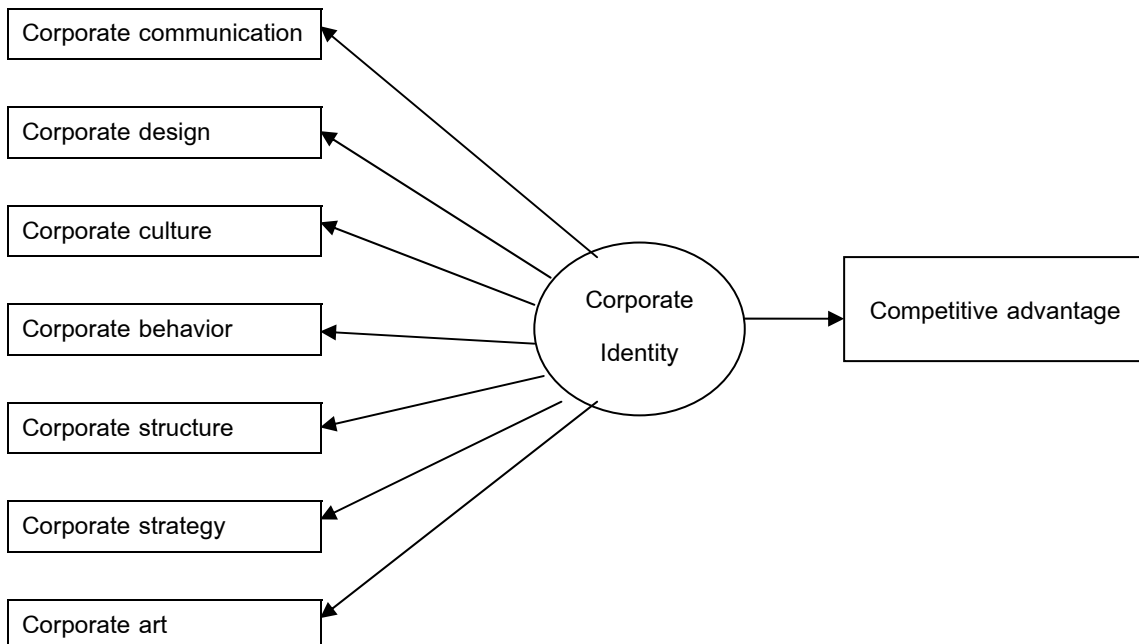 Corporate communication
Corporate design
Corporate culture
Corporate behavior
Corporate structure
Corporate strategy
Corporate art
Corporate
Identity
Competitive advantage